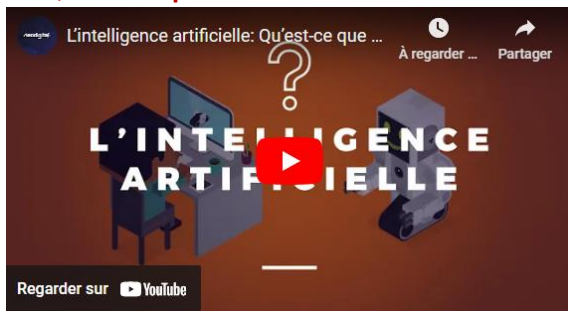 L'intelligence artificielle: Qu'est-ce que ...
À regarder ...
Partager
?
L'INTELLIGENCE
ARTIFICIELLE
Regarder sur YouTube